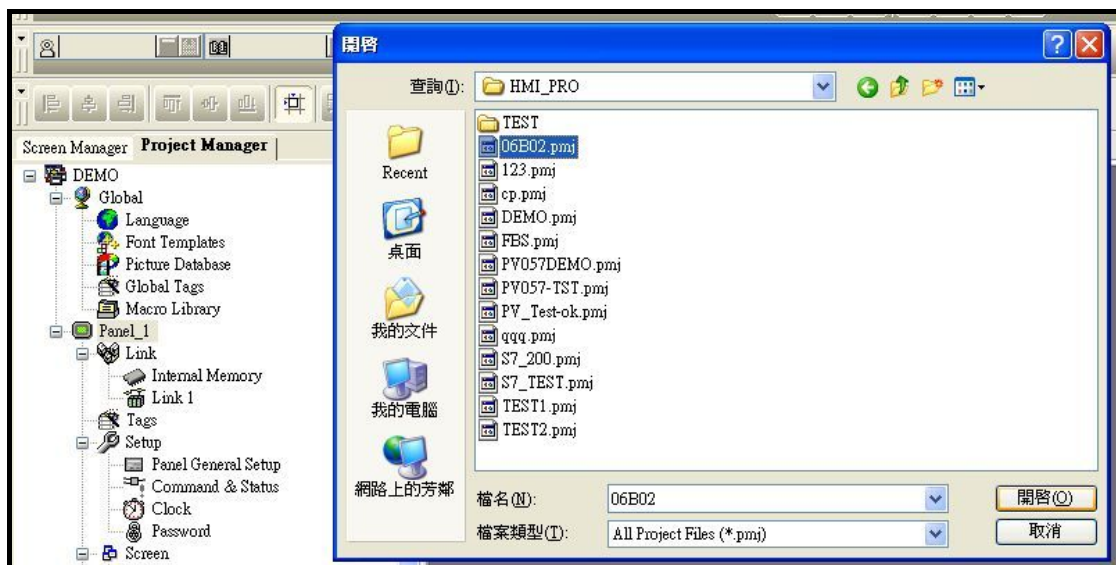 Screen Manager Project Manager
DEMO
Global
Language
Font Templates
Picture Database
Global Tags
Macro Library
Panel_1
Link
Internal Memory
Link 1
Tags
Setup
Panel General Setup
Command & Status
Clock
Password
Screen
開啓
查詢(I):
HMI_PRO
Recent
桌面
我的文件
我的電腦
網路上的芳鄰
TEST
06B02.pmj
123.pmj
cp.pmj
DEMO.pmj
FBS.pmj
PV057DEMO.pmj
PV057-TST.pmj
PV_Test-ok.pmj
qqq.pmj
S7_200.pmj
S7_TEST.pmj
TEST1.pmj
TEST2.pmj
檔名(N):
06B02
開啓(O)
檔案類型(T):
All Project Files (*.pmj)
取消